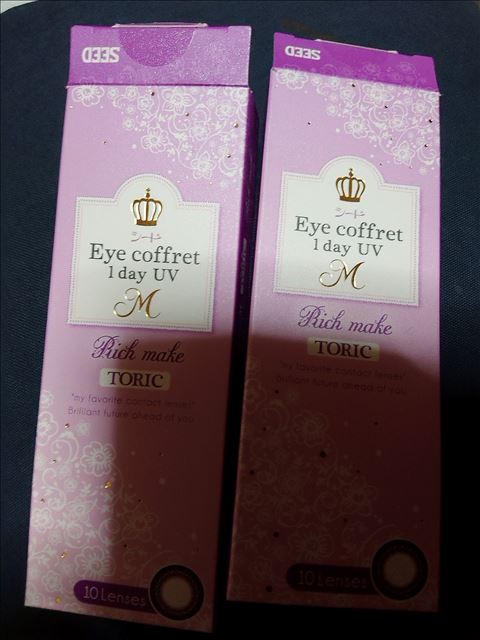 SEED
シード
Eye coffret
1 day UV
M
Rich make
TORIC
"my favorite contact lenses"
Brilliant future ahead of you
10 Lenses
SEED
シード
Eye coffret
1 day UV
M
Rich make
TORIC
"my favorite contact lenses"
Brilliant future ahead of you
10 Lenses